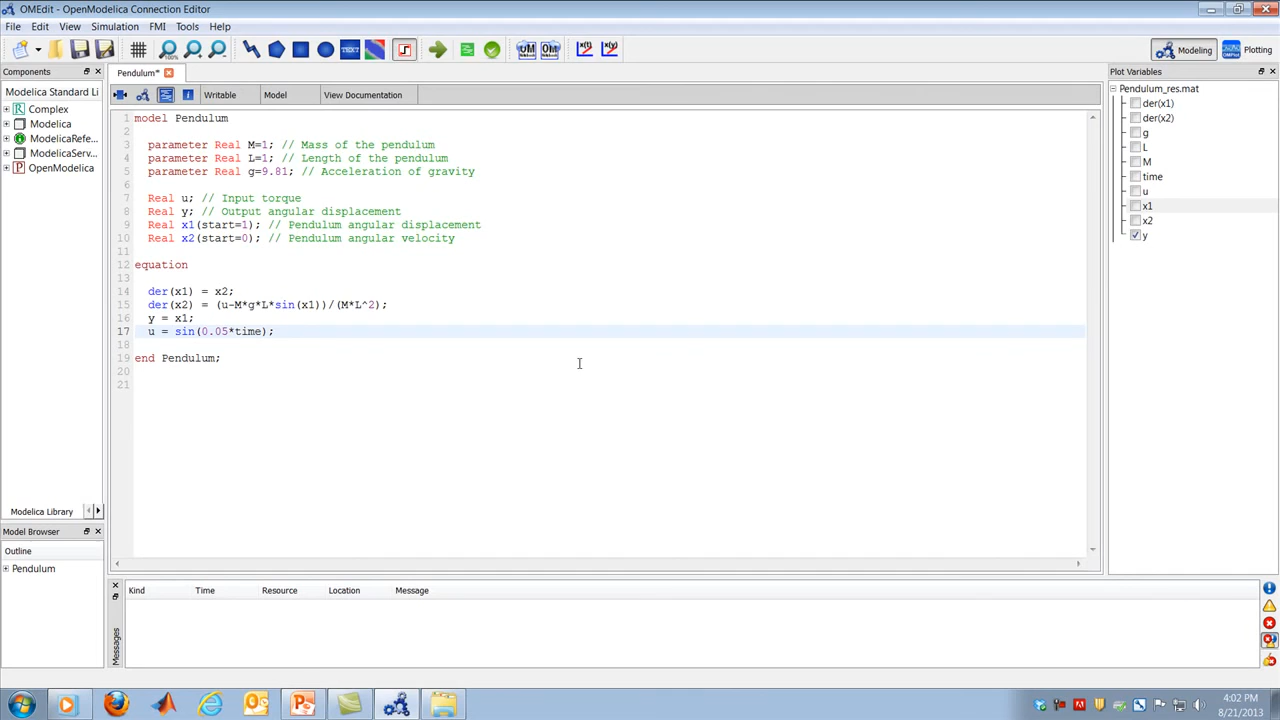 OMEdit - OpenModelica Connection Editor
File Edit View Simulation FMI Tools Help
100% TEXT UM OM Modeling Plotting
Components
Modelica Standard Li
Complex
Modelica
ModelicaRefe...
ModelicaServ...
OpenModelica
Modelica Library
Model Browser
Outline
Pendulum
Pendulum*
Writable Model View Documentation
1 model Pendulum
2
3 parameter Real M=1; // Mass of the pendulum
4 parameter Real L=1; // Length of the pendulum
5 parameter Real g=9.81; // Acceleration of gravity
6
7 Real u; // Input torque
8 Real y; // Output angular displacement
9 Real x1(start=1); // Pendulum angular displacement
10 Real x2(start=0); // Pendulum angular velocity
11
12 equation
13
14 der(x1) = x2;
15 der(x2) = (u-M*g*L*sin(x1))/(M*L^2);
16 y = x1;
17 u = sin(0.05*time);
18
19 end Pendulum;
20
21
Plot Variables
Pendulum_res.mat
der(x1)
der(x2)
g
L
M
time
u
x1
x2
y
Messages
Kind Time Resource Location Message
4:02 PM
8/21/2013